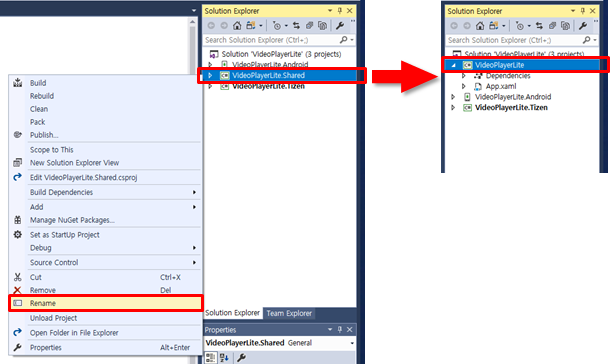 Solution Explorer
Search Solution Explorer (Ctrl+;)
Solution 'VideoPlayerLite' (3 projects)
VideoPlayerLite.Android
VideoPlayerLite.Shared
VideoPlayerLite.Tizen
Build
Rebuild
Clean
Pack
Publish...
Scope to This
New Solution Explorer View
Edit VideoPlayerLite.Shared.csproj
Build Dependencies
Add
Manage NuGet Packages...
Set as StartUp Project
Debug
Source Control
Cut Ctrl+X
Remove Del
Rename
Unload Project
Open Folder in File Explorer
Properties Alt+Enter
Solution Explorer Team Explorer
Properties
VideoPlayerLite.Shared General
Solution Explorer
Search Solution Explorer (Ctrl+;)
Solution 'VideoPlayerLite' (3 projects)
VideoPlayerLite
Dependencies
App.xaml
VideoPlayerLite.Android
VideoPlayerLite.Tizen